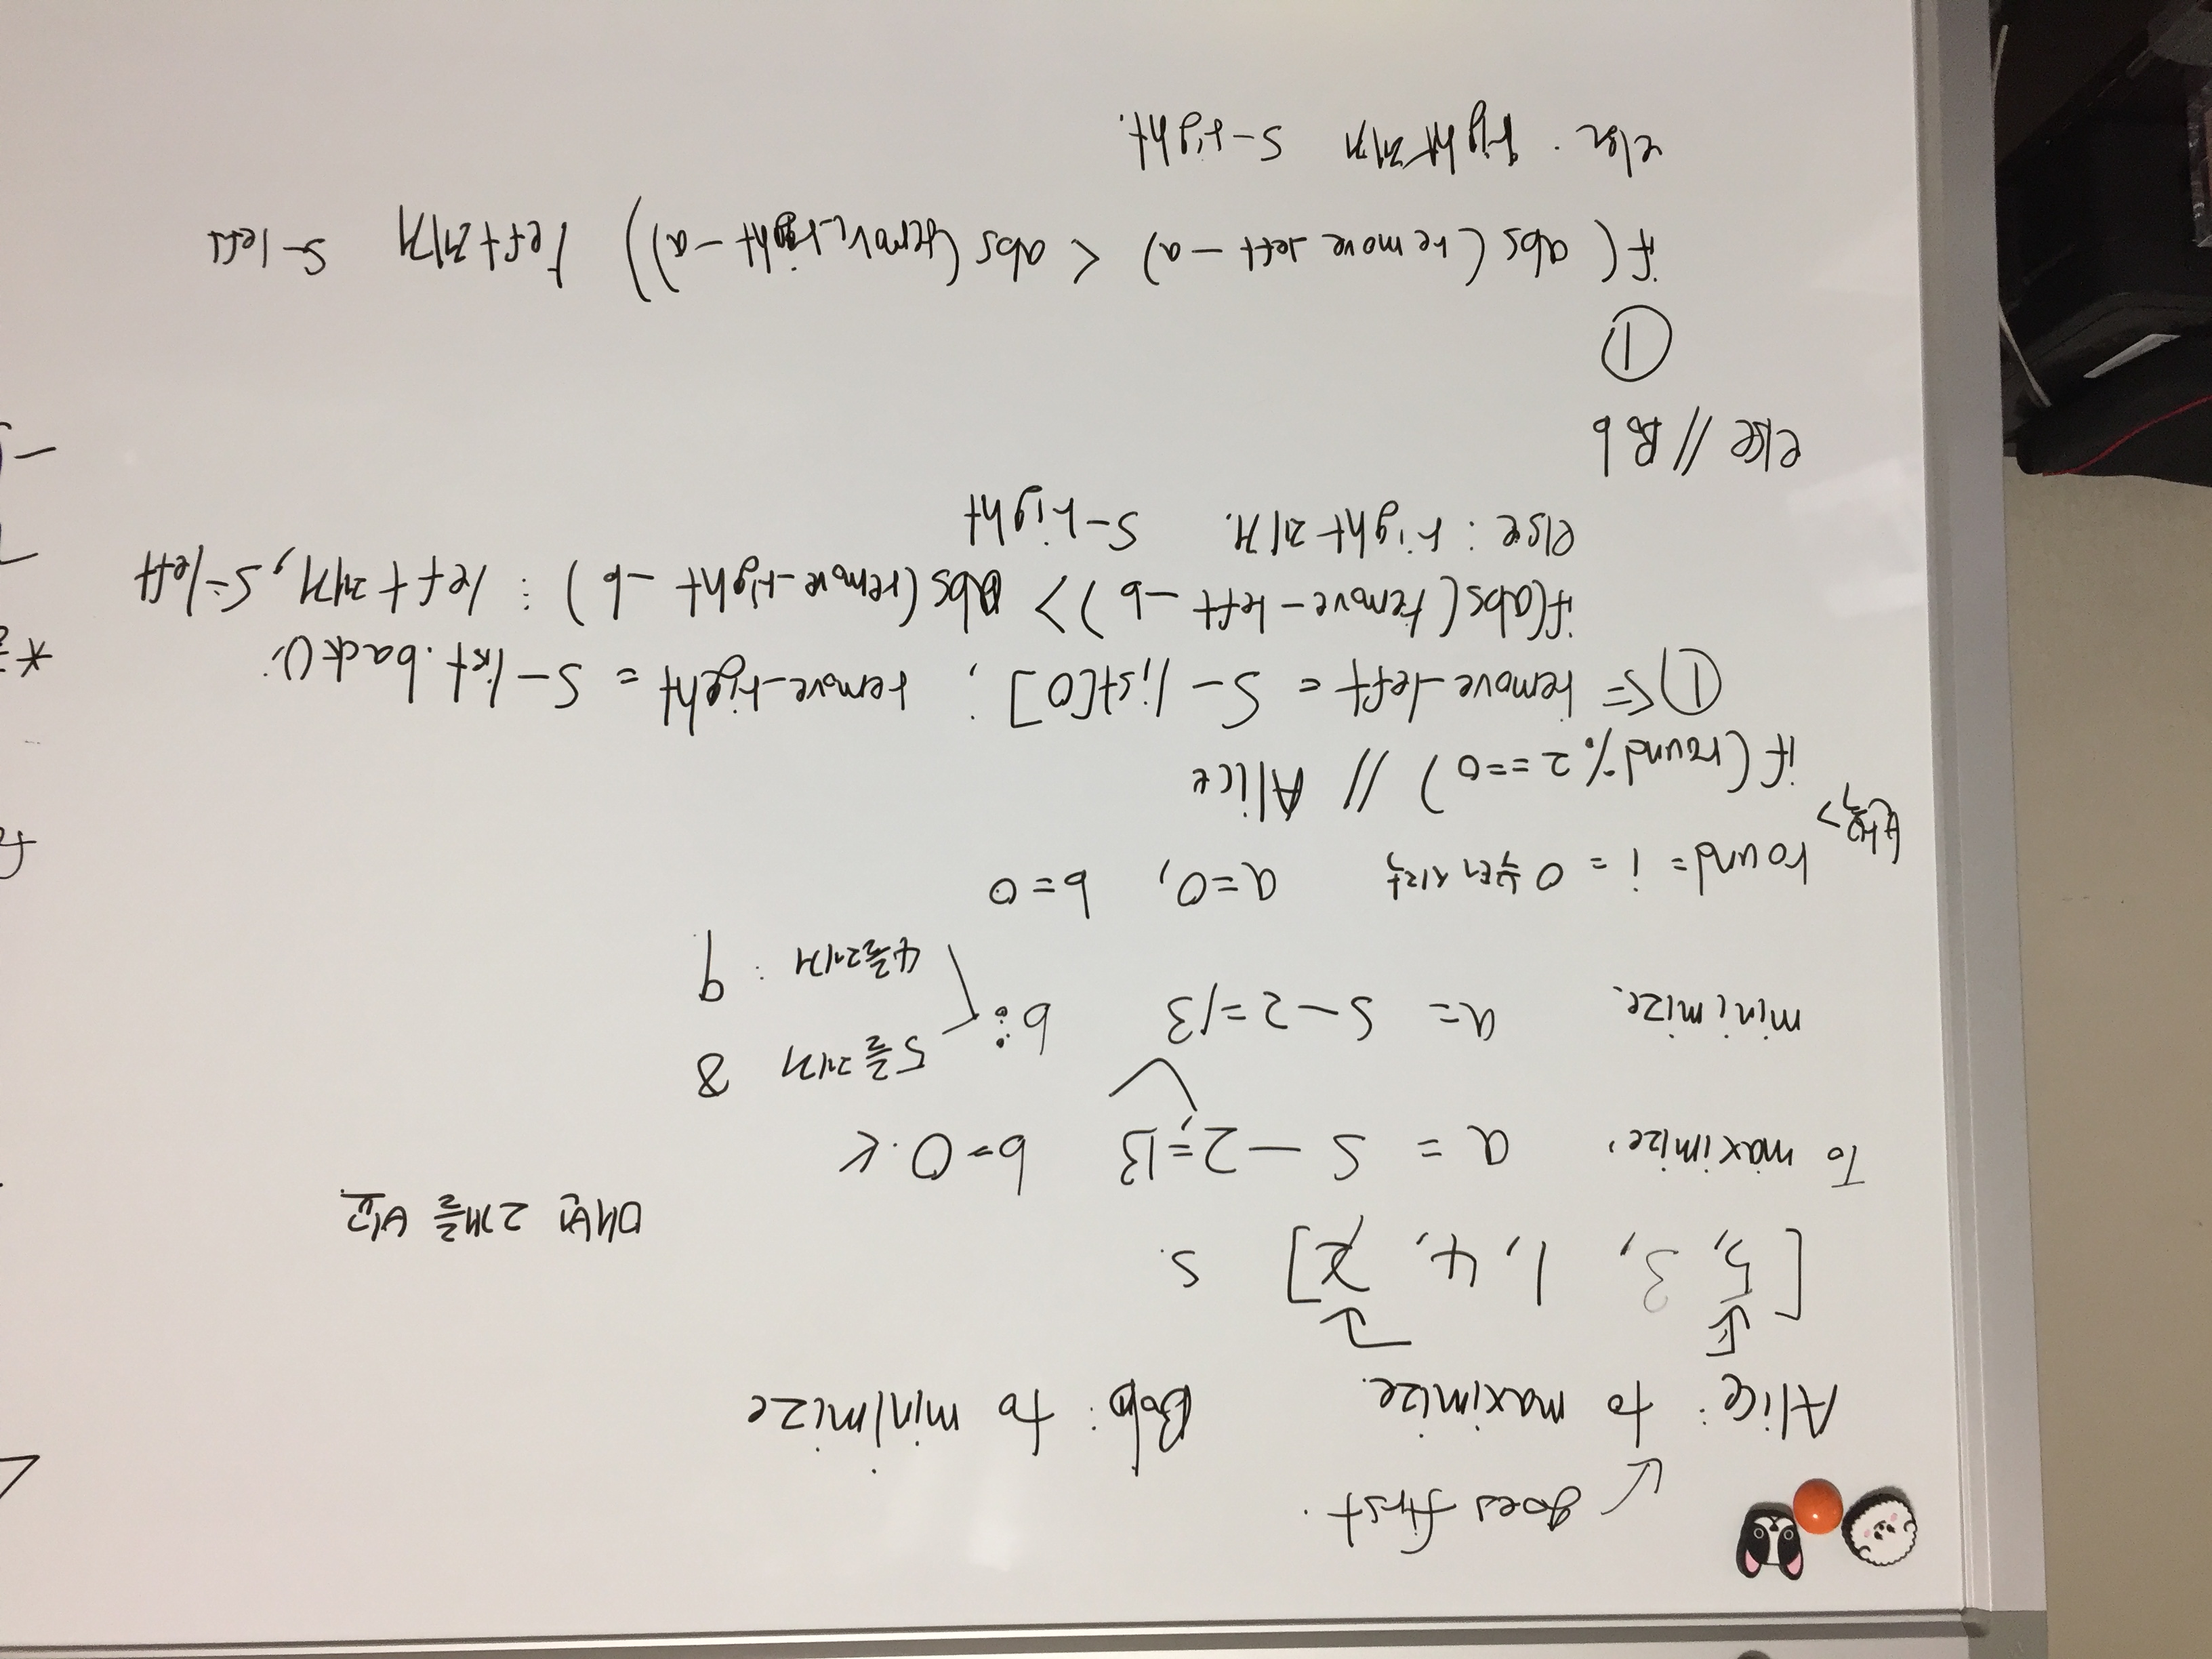 goes first.
Alice: to maximize. Bob: to minimize
[5, 3, 1, 4, 2] s.
매번 2개를 비교
To maximize, a = S - 2 = 13 b = 0.
minimize. a = S - 2 = 13 b:
5를 제거 8
4를 제거 : 9
round = i = 0 부터 시작 a=0, b=0
반복>
if(round % 2 == 0) // Alice
① <= remove_left = S - list[0]; remove_right = S - list.back();
if(abs(remove-left - b) > abs(remove-right - b) : left 제거, S-left
else : right 제거. S-right
else // Bob
①
if( abs(remove_left - a) < abs(remove_right - a)) left 제거 S-left
else. right 제거 S-right.